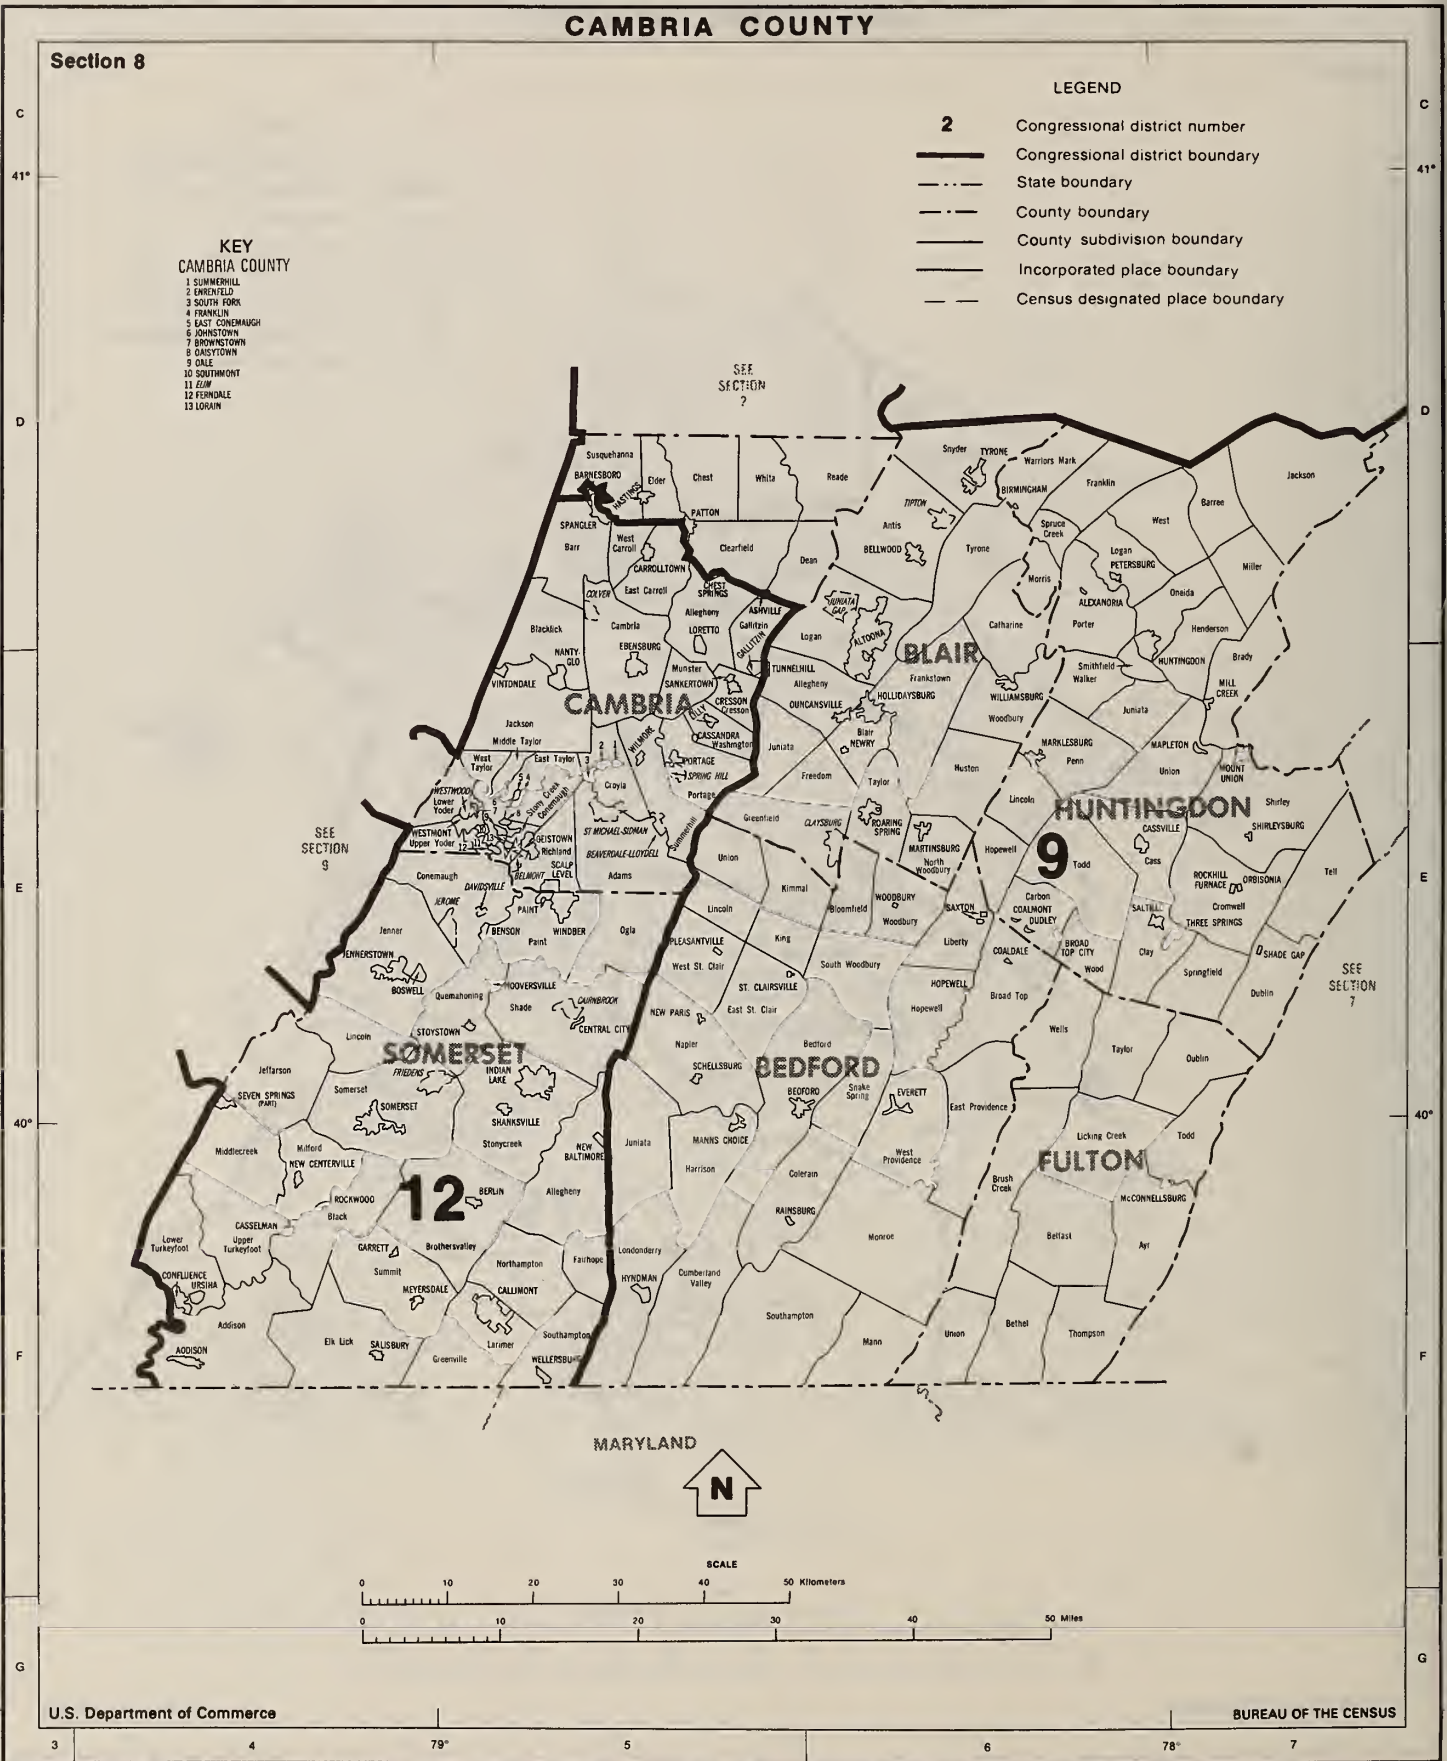 CAMBRIA COUNTY
Section 8
LEGEND
2 Congressional district number
Congressional district boundary
State boundary
County boundary
County subdivision boundary
Incorporated place boundary
Census designated place boundary
C
C
41°
41°
KEY
CAMBRIA COUNTY
1 SUMMERHILL
2 EHRENFELD
3 SOUTH FORK
4 FRANKLIN
5 EAST CONEMAUGH
6 JOHNSTOWN
7 BROWNSTOWN
8 DAISYTOWN
9 DALE
10 SOUTHMONT
11 ELIM
12 FERNDALE
13 LORAIN
SEE
SECTION
?
D
D
Susquehanna
BARNESBORO
HASTINGS
Elder
Chest
White
Reade
Snyder
TYRONE
Warriors Mark
BIRMINGHAM
Franklin
Jackson
Barree
West
TIPTON
Antis
BELLWOOD
Tyrone
Spruce
Creek
Logan
PETERSBURG
Miller
SPANGLER
Barr
West
Carroll
CARROLLTOWN
PATTON
Clearfield
Dean
Morris
ALEXANDRIA
Oneida
COLVER
East Carroll
CHEST
SPRINGS
ASHVILLE
JUNIATA
GAP
Allegheny
Gallitzin
Logan
ALTOONA
Catharine
Porter
Henderson
Blacklick
Cambria
EBENSBURG
LORETTO
GALLITZIN
BLAIR
Frankstown
Smithfield
Walker
HUNTINGDON
Brady
NANTY-
GLO
VINTONDALE
Munster
SANKERTOWN
TUNNELHILL
Allegheny
HOLLIDAYSBURG
WILLIAMSBURG
MILL
CREEK
CAMBRIA
CRESSON
Cresson
DUNCANSVILLE
Woodbury
Juniata
Jackson
LILLY
CASSANDRA
Washington
Blair
NEWRY
MARKLESBURG
Penn
MAPLETON
Middle Taylor
WILMORE
Juniata
West
Taylor
East Taylor
3
2
1
Croyle
PORTAGE
SPRING HILL
Portage
Freedom
Taylor
Huston
Union
MOUNT
UNION
WESTWOOD
Lower
Yoder
Stony Creek
Conemaugh
Lincoln
HUNTINGDON
Shirley
SEE
SECTION
9
WESTMONT
Upper Yoder
GEISTOWN
Richland
ST MICHAEL-SIDMAN
BEAVERDALE-LLOYDELL
Summerhill
Greenfield
CLAYSBURG
ROARING
SPRING
MARTINSBURG
North
Woodbury
Hopewell
9
Todd
CASSVILLE
Cass
SHIRLEYSBURG
Union
E
E
Conemaugh
BELMONT
SCALP
LEVEL
Adams
Kimmel
ROCKHILL
FURNACE
ORBISONIA
Tell
DAVIDSVILLE
JEROME
PAINT
BENSON
WINDBER
Paint
Ogle
Lincoln
Bloomfield
WOODBURY
Woodbury
SAXTON
Carbon
COALMONT
DUDLEY
SALTILLO
Cromwell
THREE SPRINGS
Jenner
PLEASANTVILLE
King
Liberty
COALDALE
BROAD
TOP CITY
Wood
Clay
SHADE GAP
JENNERSTOWN
BOSWELL
West St. Clair
ST. CLAIRSVILLE
South Woodbury
Springfield
SEE
SECTION
7
HOOVERSVILLE
Quemahoning
Shade
CAIRNBROOK
CENTRAL CITY
NEW PARIS
East St. Clair
HOPEWELL
Hopewell
Broad Top
Dublin
Lincoln
STOYSTOWN
Napier
Bedford
Wells
Taylor
Dublin
SOMERSET
FRIEDENS
INDIAN
LAKE
SCHELLSBURG
BEDFORD
BEDFORD
Snake
Spring
EVERETT
Jefferson
Somerset
SEVEN SPRINGS
(PART)
SOMERSET
SHANKSVILLE
East Providence
40°
40°
Stonycreek
NEW
BALTIMORE
Juniata
MANNS CHOICE
Licking Creek
Todd
Middlecreek
Milford
NEW CENTERVILLE
Harrison
Colerain
West
Providence
FULTON
ROCKWOOD
12
BERLIN
Allegheny
Brush
Creek
McCONNELLSBURG
Black
CASSELMAN
Upper
Turkeyfoot
RAINSBURG
Lower
Turkeyfoot
GARRETT
Brothersvalley
Monroe
Belfast
Ayr
Summit
Northampton
Fairhope
Londonderry
HYNDMAN
Cumberland
Valley
CONFLUENCE
URSINA
MEYERSDALE
CALLIMONT
Southampton
Addison
Elk Lick
SALISBURY
Larimer
Southampton
Mann
Union
Bethel
Thompson
F
F
ADDISON
Greenville
WELLERSBURG
MARYLAND
N
SCALE
0 10 20 30 40 50 Kilometers
0 10 20 30 40 50 Miles
G
G
U.S. Department of Commerce
BUREAU OF THE CENSUS
3 4 79° 5 6 78° 7